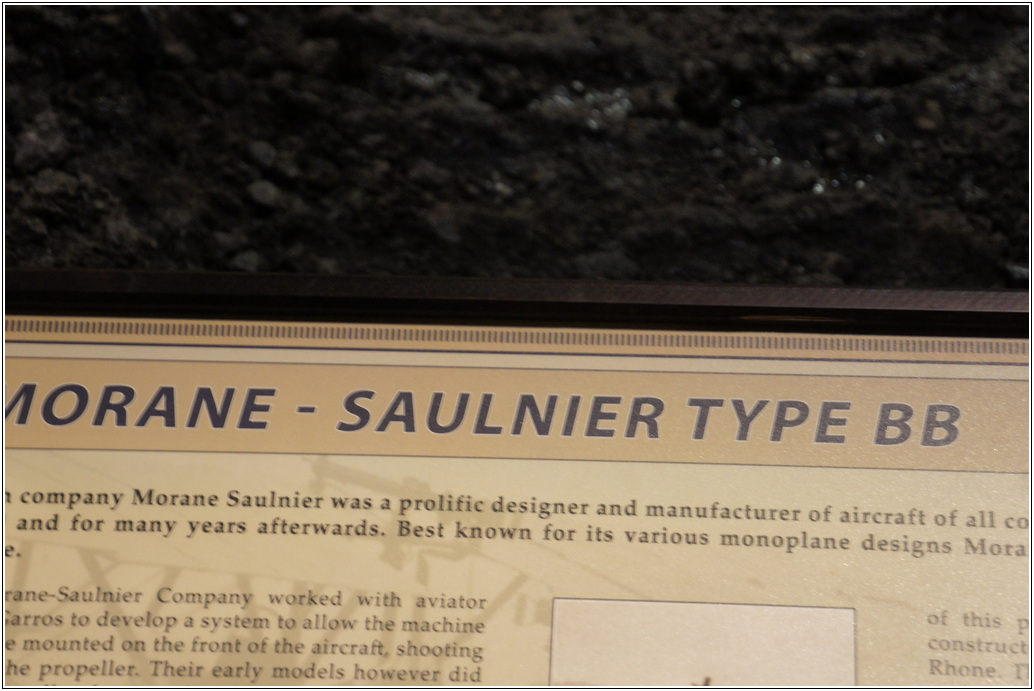 MORANE - SAULNIER TYPE BB
company Morane Saulnier was a prolific designer and manufacturer of aircraft of all co
and for many years afterwards. Best known for its various monoplane designs Mora
e.
rane-Saulnier Company worked with aviator
Garros to develop a system to allow the machine
e mounted on the front of the aircraft, shooting
he propeller. Their early models however did
of this p
construct
Rhone.